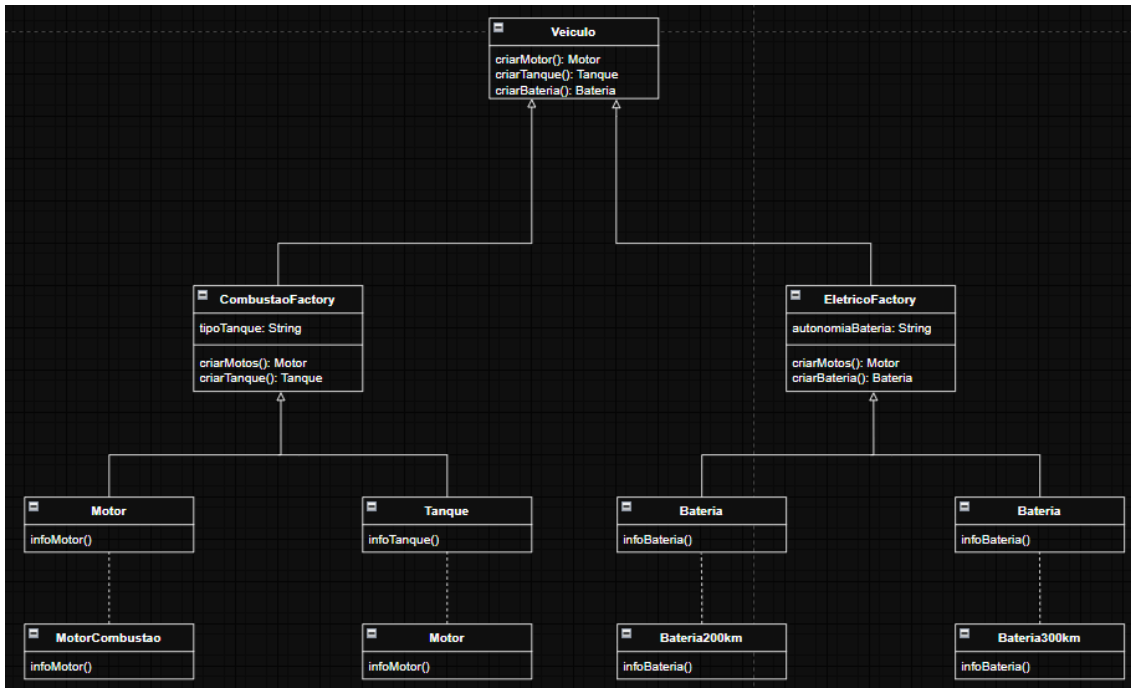 Veiculo
criarMotor(): Motor
criarTanque(): Tanque
criarBateria(): Bateria
CombustaoFactory
tipoTanque: String
criarMotos(): Motor
criarTanque(): Tanque
EletricoFactory
autonomiaBateria: String
criarMotos(): Motor
criarBateria(): Bateria
Motor
infoMotor()
Tanque
infoTanque()
Bateria
infoBateria()
Bateria
infoBateria()
MotorCombustao
infoMotor()
Motor
infoMotor()
Bateria200km
infoBateria()
Bateria300km
infoBateria()